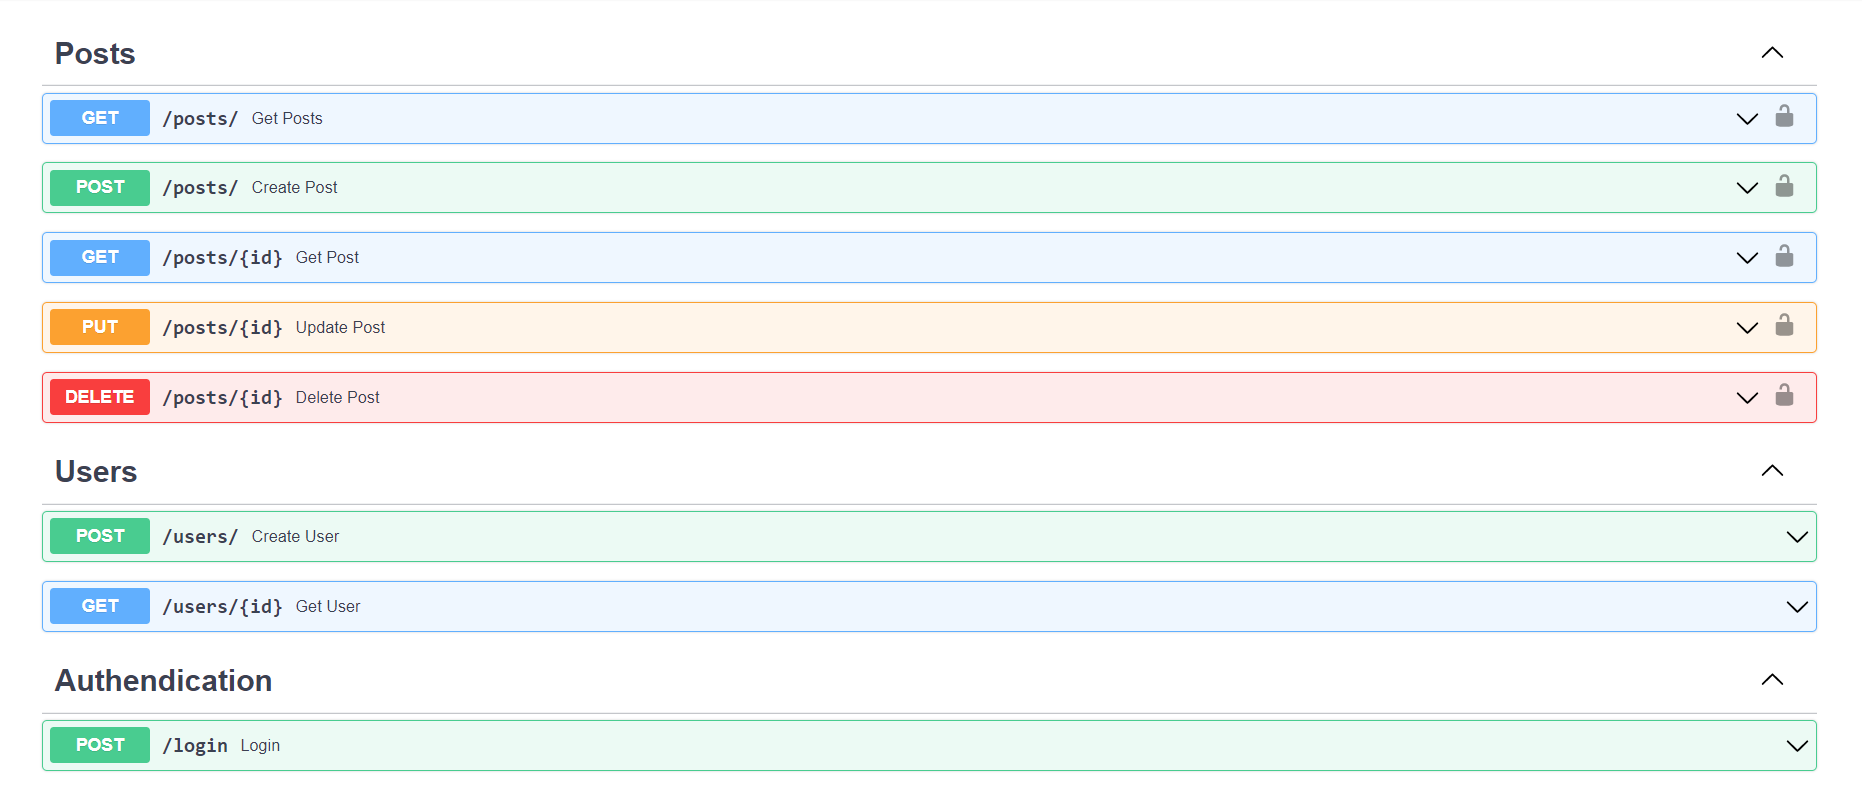 Posts
GET /posts/ Get Posts
POST /posts/ Create Post
GET /posts/{id} Get Post
PUT /posts/{id} Update Post
DELETE /posts/{id} Delete Post
Users
POST /users/ Create User
GET /users/{id} Get User
Authendication
POST /login Login